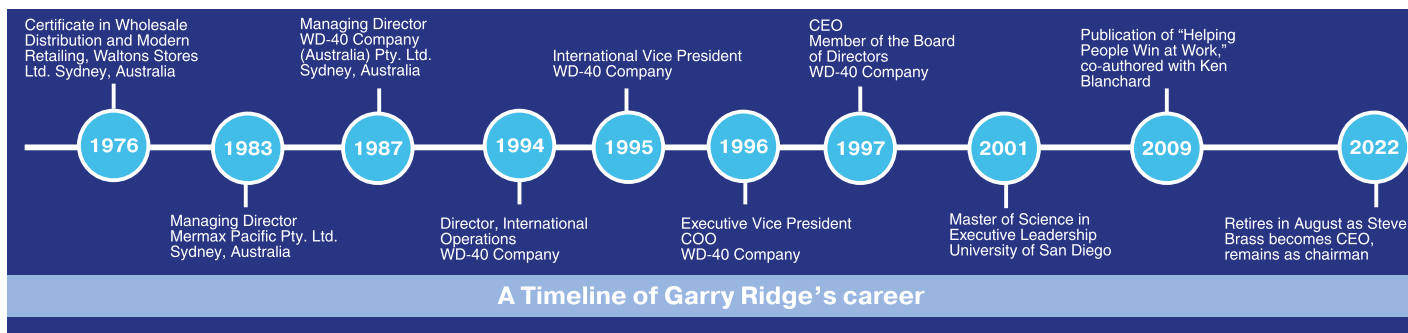 Certificate in Wholesale
Distribution and Modern
Retailing, Waltons Stores
Ltd. Sydney, Australia
1976
1983
Managing Director
Mermax Pacific Pty. Ltd.
Sydney, Australia
Managing Director
WD-40 Company
(Australia) Pty. Ltd.
Sydney, Australia
1987
1994
Director, International
Operations
WD-40 Company
International Vice President
WD-40 Company
1995
1996
Executive Vice President
COO
WD-40 Company
CEO
Member of the Board
of Directors
WD-40 Company
1997
2001
Master of Science in
Executive Leadership
University of San Diego
Publication of “Helping
People Win at Work,”
co-authored with Ken
Blanchard
2009
2022
Retires in August as Steve
Brass becomes CEO,
remains as chairman
A Timeline of Garry Ridge’s career